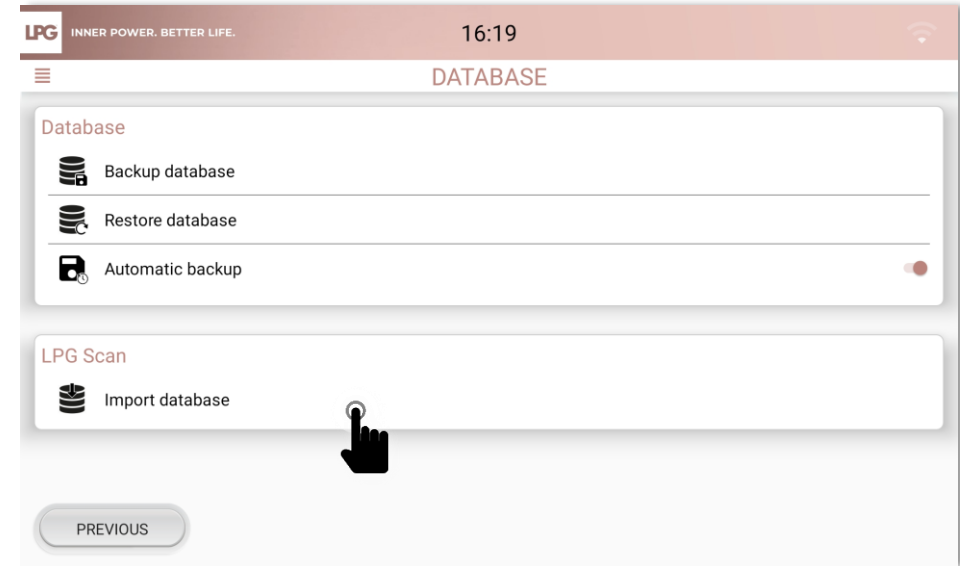 LPG INNER POWER. BETTER LIFE. 16:19
DATABASE
Database
Backup database
Restore database
Automatic backup
LPG Scan
Import database
PREVIOUS